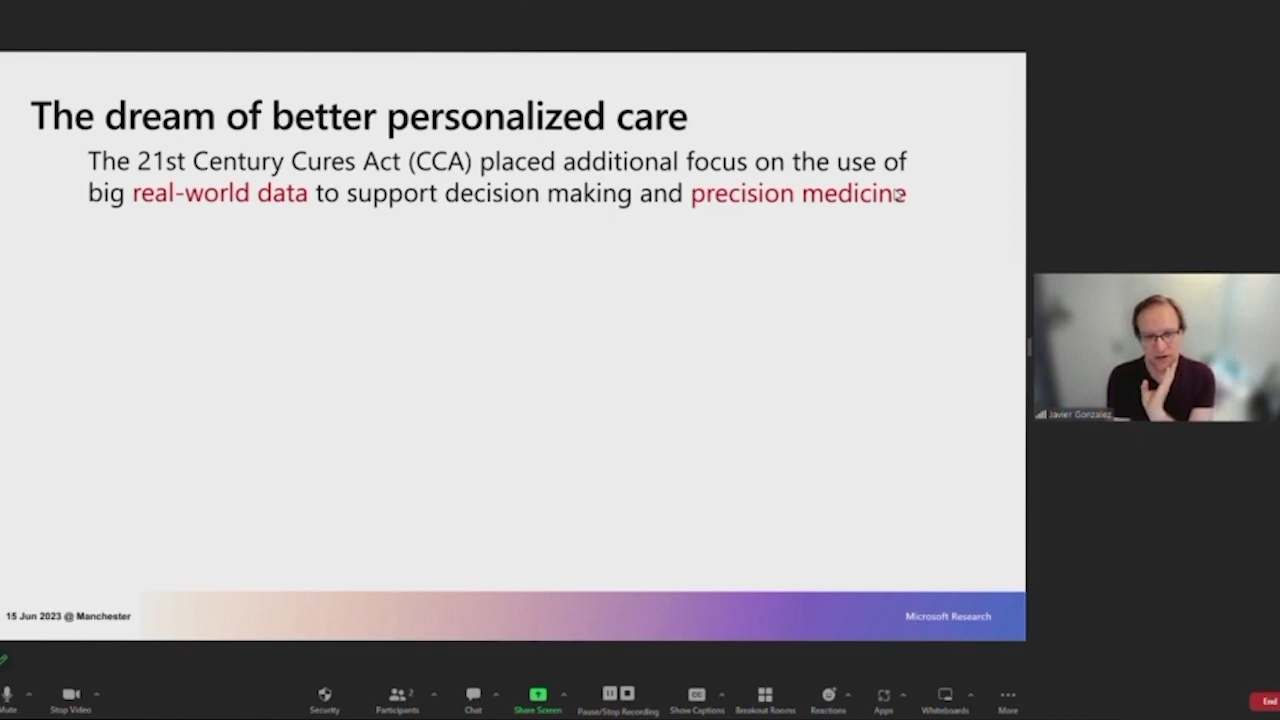 The dream of better personalized care
The 21st Century Cures Act (CCA) placed additional focus on the use of
big real-world data to support decision making and precision medicine
Javier Gonzalez
15 Jun 2023 @ Manchester
Microsoft Research
Mute
Stop Video
Security
Participants
2
Chat
Share Screen
Pause/Stop Recording
CC
Show Captions
Breakout Rooms
Reactions
Apps
Whiteboards
More
End